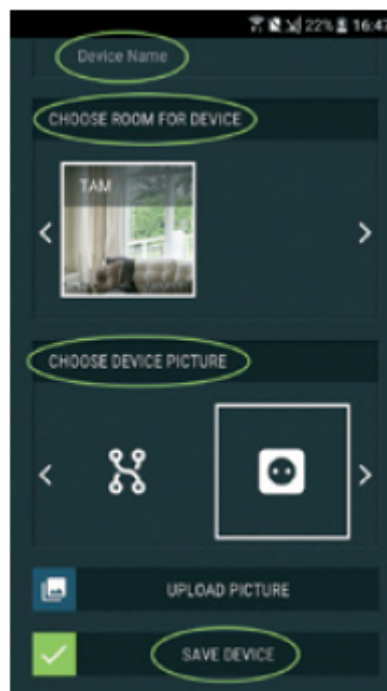 22% 16:47
Device Name
CHOOSE ROOM FOR DEVICE
TAM
CHOOSE DEVICE PICTURE
UPLOAD PICTURE
SAVE DEVICE